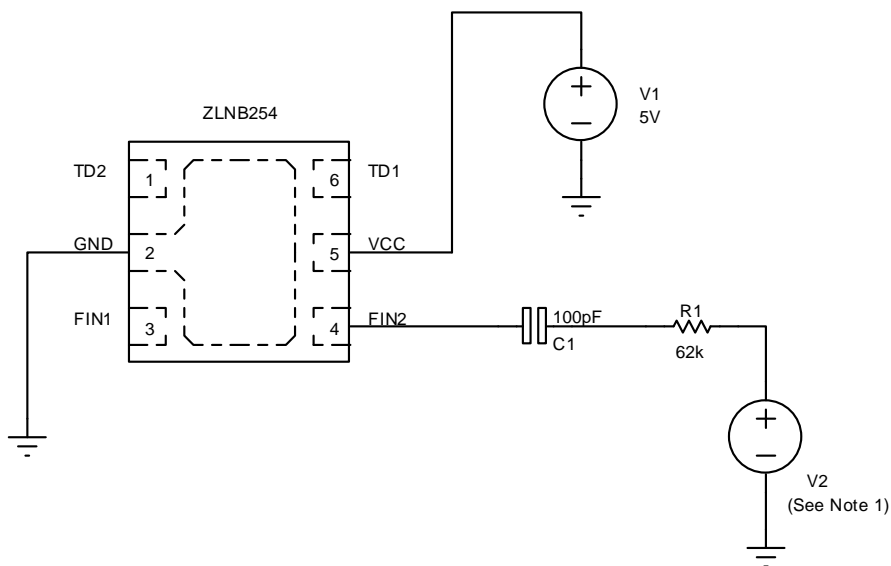 ZLNB254
V1
5V
TD2
1
6
TD1
GND
2
5
VCC
FIN1
3
4
FIN2
100pF
C1
R1
62k
V2
(See Note 1)